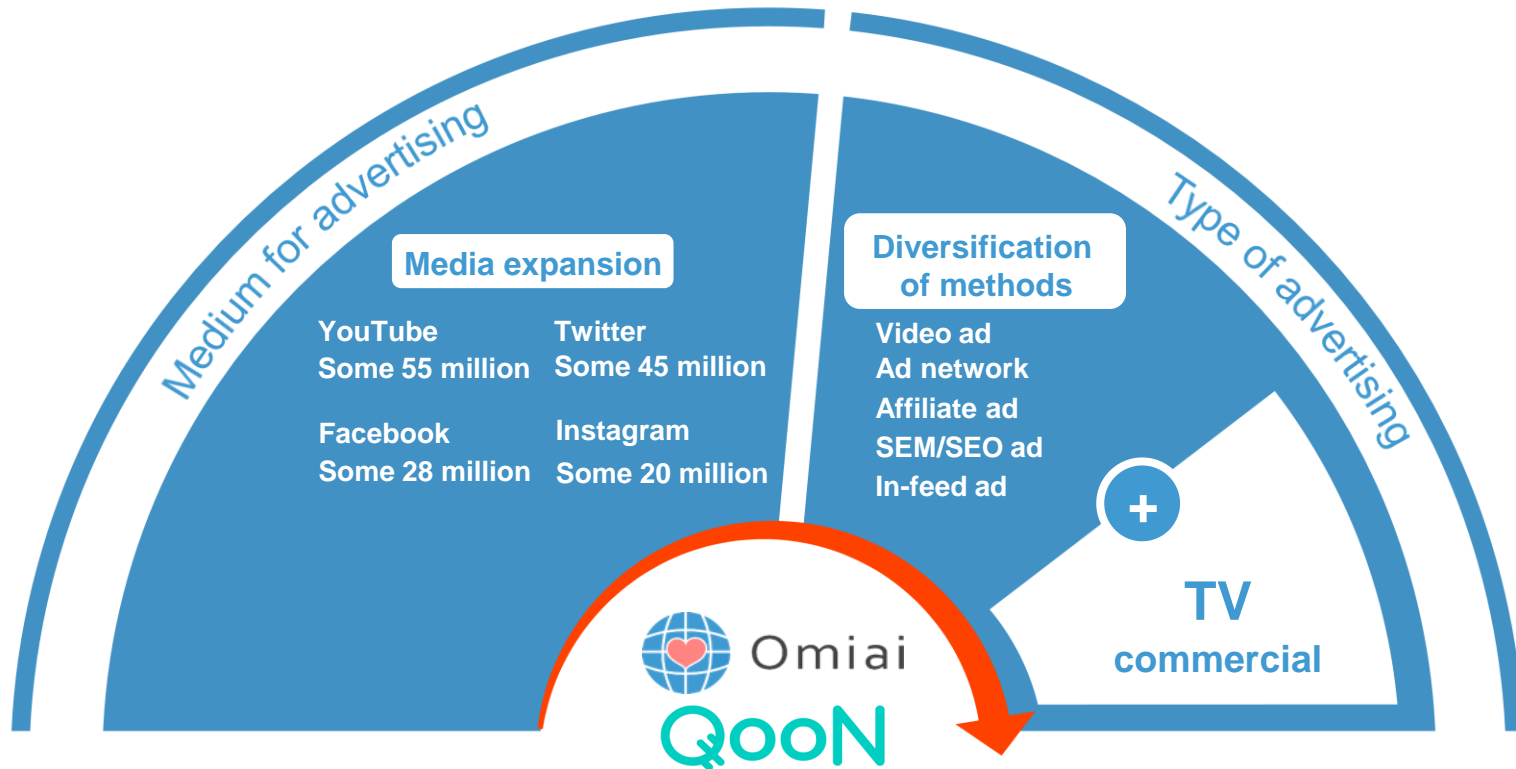 Medium for advertising
Media expansion
YouTube
Some 55 million
Twitter
Some 45 million
Facebook
Some 28 million
Instagram
Some 20 million
Type of advertising
Diversification
of methods
Video ad
Ad network
Affiliate ad
SEM/SEO ad
In-feed ad
+
TV
commercial
Omiai
QooN